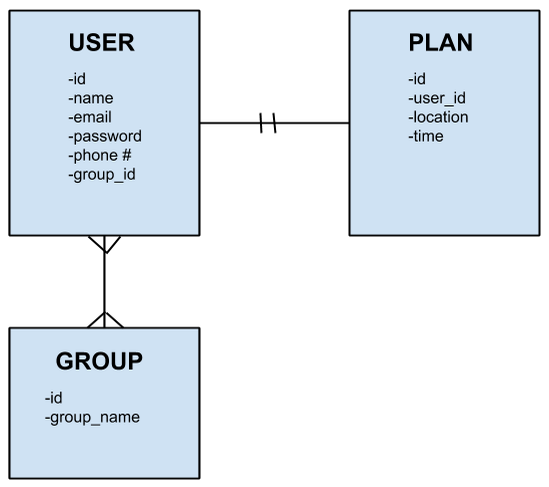 USER
-id
-name
-email
-password
-phone #
-group_id
PLAN
-id
-user_id
-location
-time
GROUP
-id
-group_name